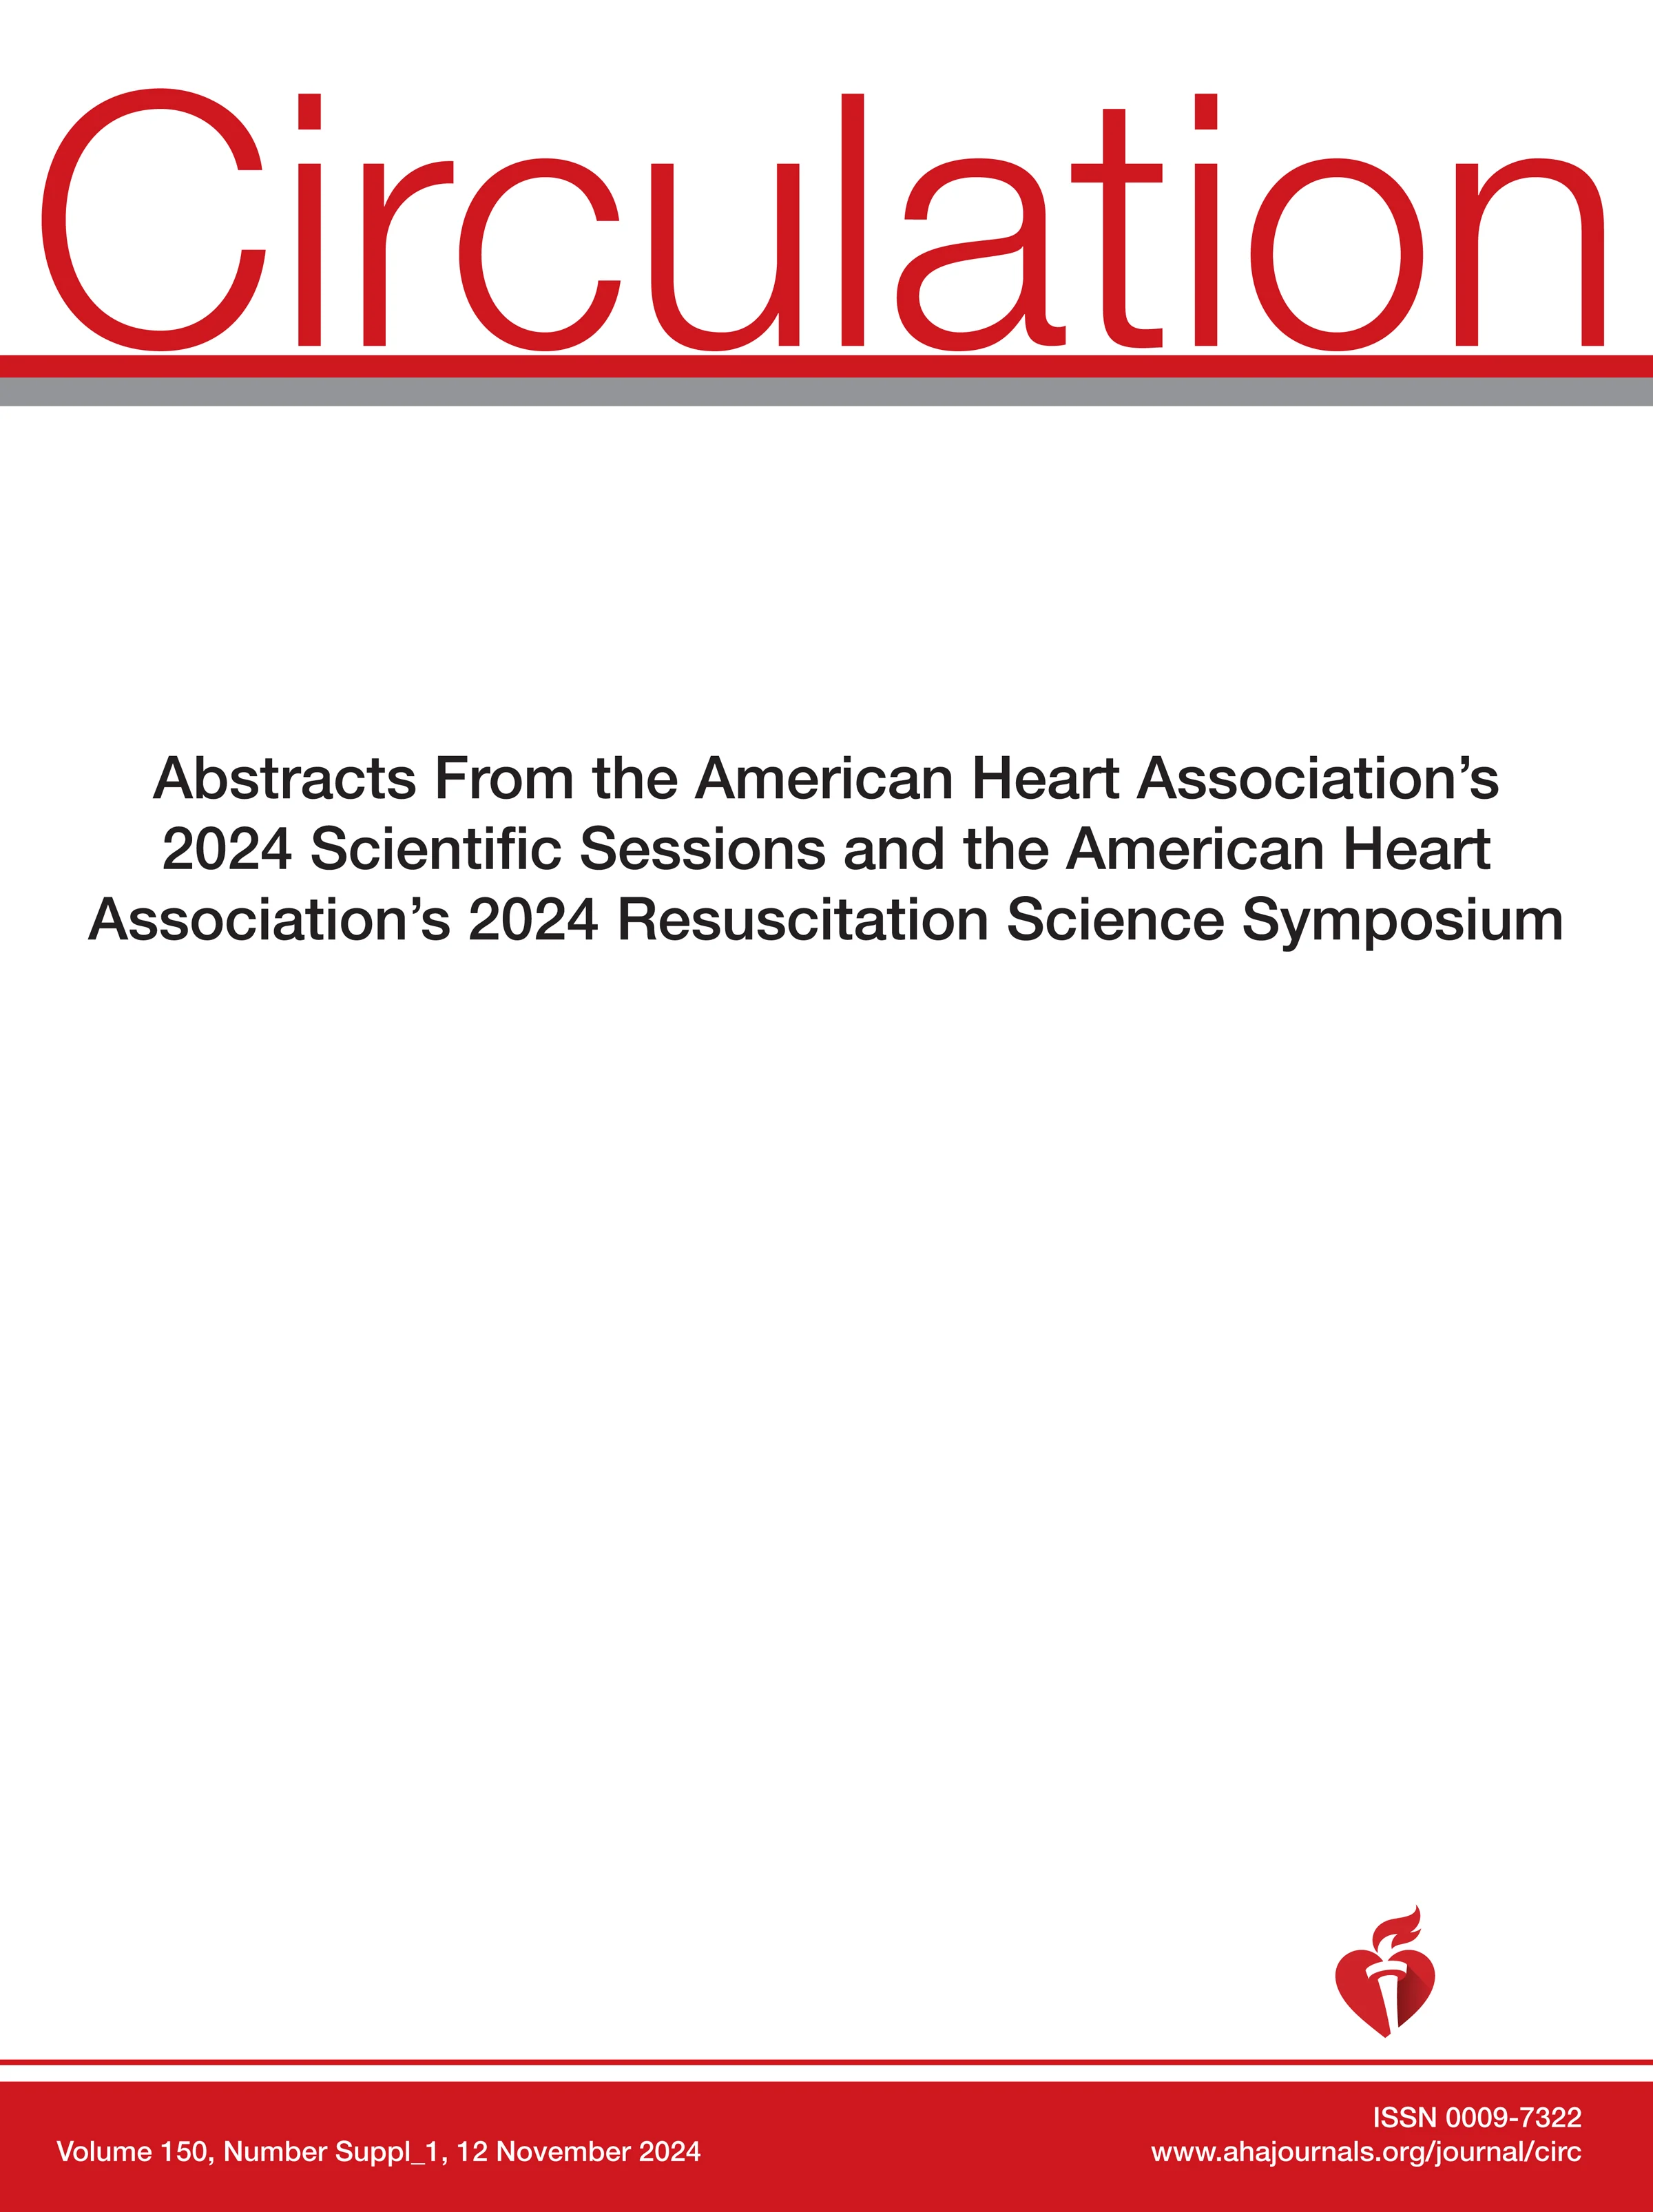 Circulation
Abstracts From the American Heart Association’s
2024 Scientific Sessions and the American Heart
Association’s 2024 Resuscitation Science Symposium
ISSN 0009-7322
Volume 150, Number Suppl_1, 12 November 2024
www.ahajournals.org/journal/circ